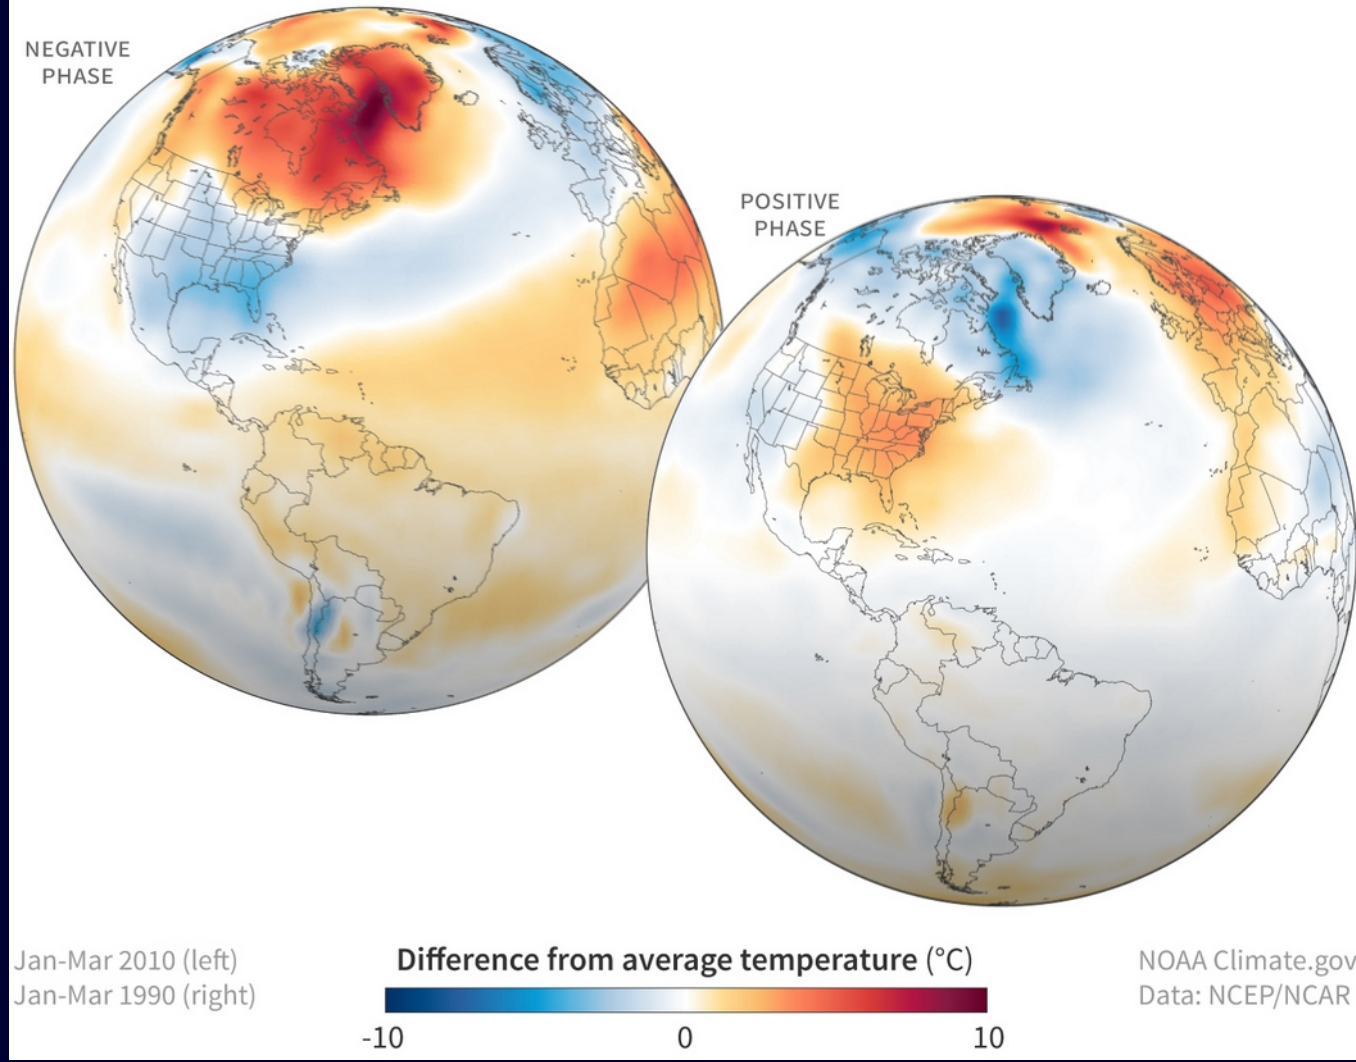 NEGATIVE
PHASE
POSITIVE
PHASE
Jan-Mar 2010 (left)
Jan-Mar 1990 (right)
Difference from average temperature (°C)
-10
0
10
NOAA Climate.gov
Data: NCEP/NCAR